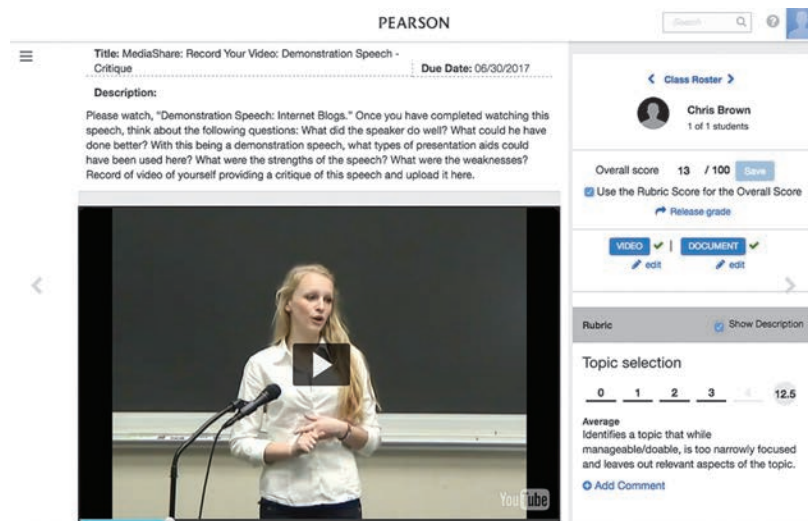 PEARSON
Search
Title: MediaShare: Record Your Video: Demonstration Speech -
Critique
Due Date: 06/30/2017
Description:
Please watch, “Demonstration Speech: Internet Blogs.” Once you have completed watching this
speech, think about the following questions: What did the speaker do well? What could he have
done better? With this being a demonstration speech, what types of presentation aids could
have been used here? What were the strengths of the speech? What were the weaknesses?
Record of video of yourself providing a critique of this speech and upload it here.
YouTube
Class Roster
Chris Brown
1 of 1 students
Overall score 13 / 100 Save
Use the Rubric Score for the Overall Score
Release grade
VIDEO | DOCUMENT
edit edit
Rubric Show Description
Topic selection
0 1 2 3 4 12.5
Average
Identifies a topic that while
manageable/doable, is too narrowly focused
and leaves out relevant aspects of the topic.
Add Comment